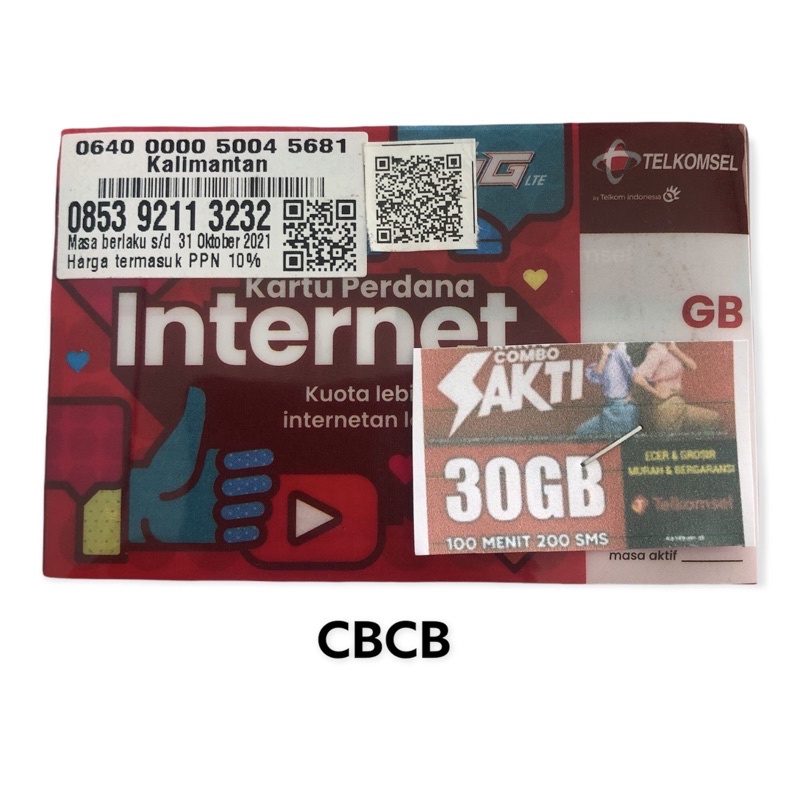 0640 0000 5004 5681
Kalimantan
0853 9211 3232
Masa berlaku s/d 31 Oktober 2021
Harga termasuk PPN 10%
4G LTE
TELKOMSEL
by Telkom Indonesia
Kartu Perdana
Internet
GB
Kuota lebi
internetan l
COMBO
SAKTI
30GB
100 MENIT 200 SMS
ECER & GROSIR
MURAH & BERGARANSI
Telkomsel
masa aktif
CBCB